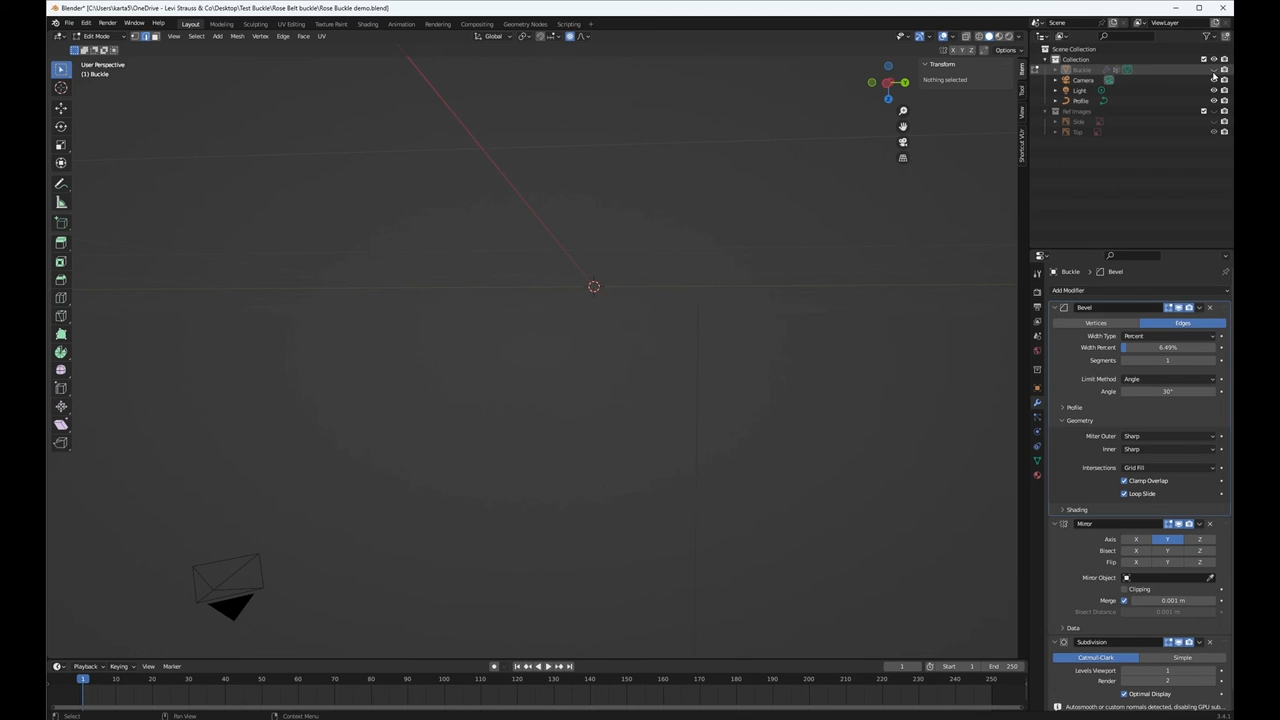 Blender* [C:\Users\karta5\OneDrive - Levi Strauss & Co\Desktop\Test Buckle\Rose Belt buckle\Rose Buckle demo.blend]
File Edit Render Window Help Layout Modeling Sculpting UV Editing Texture Paint Shading Animation Rendering Compositing Geometry Nodes Scripting + Scene ViewLayer
Edit Mode View Select Add Mesh Vertex Edge Face UV Global
X Y Z Options
User Perspective
(1) Buckle
Transform
Nothing selected
Y
Z
Item
Tool
View
Shortcut VUr
Scene Collection
Collection
Buckle
Camera
Light
Profile
Ref Images
Side
Top
Buckle Bevel
Add Modifier
Bevel
Vertices Edges
Width Type Percent
Width Percent 6.49%
Segments 1
Limit Method Angle
Angle 30°
Profile
Geometry
Miter Outer Sharp
Inner Sharp
Intersections Grid Fill
Clamp Overlap
Loop Slide
Shading
Mirror
Axis X Y Z
Bisect X Y Z
Flip X Y Z
Mirror Object
Clipping
Merge 0.001 m
Bisect Distance 0.001 m
Data
Subdivision
Catmull-Clark Simple
Levels Viewport 1
Render 2
Optimal Display
Autosmooth or custom normals detected, disabling GPU sub...
Playback Keying View Marker 1 Start 1 End 250
1 10 20 30 40 50 60 70 80 90 100 110 120 130 140 150 160 170 180 190 200 210 220 230 240 250
Select Pan View Context Menu 3.4.1